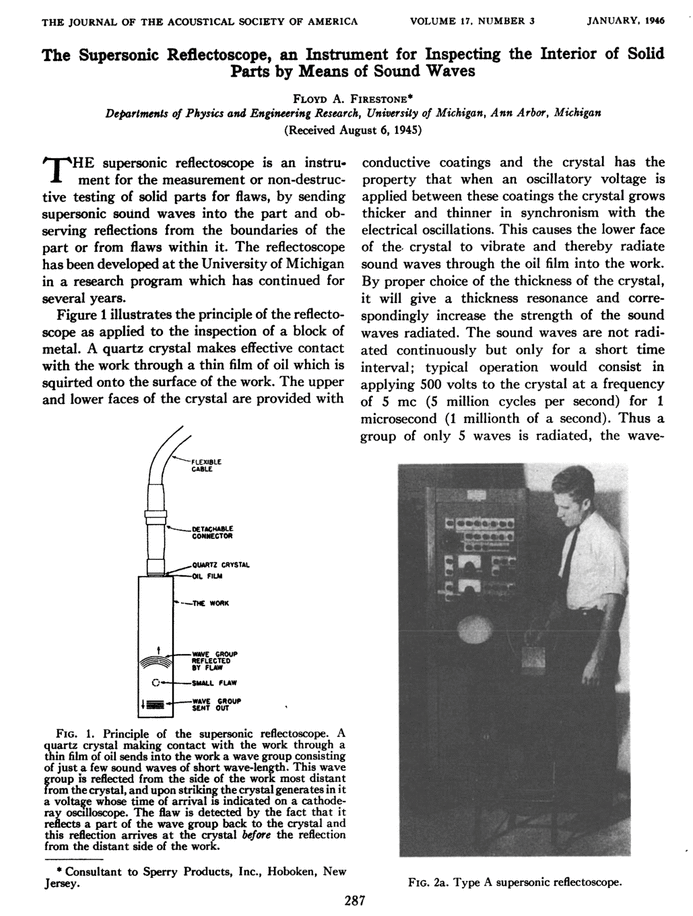 THE JOURNAL OF THE ACOUSTICAL SOCIETY OF AMERICA VOLUME 17, NUMBER 3 JANUARY, 1946
The Supersonic Reflectoscope, an Instrument for Inspecting the Interior of Solid
Parts by Means of Sound Waves
FLOYD A. FIRESTONE*
Departments of Physics and Engineering Research, University of Michigan, Ann Arbor, Michigan
(Received August 6, 1945)
THE supersonic reflectoscope is an instru-
ment for the measurement or non-destruc-
tive testing of solid parts for flaws, by sending
supersonic sound waves into the part and ob-
serving reflections from the boundaries of the
part or from flaws within it. The reflectoscope
has been developed at the University of Michigan
in a research program which has continued for
several years.
Figure 1 illustrates the principle of the reflecto-
scope as applied to the inspection of a block of
metal. A quartz crystal makes effective contact
with the work through a thin film of oil which is
squirted onto the surface of the work. The upper
and lower faces of the crystal are provided with
FLEXIBLE
CABLE
DETACHABLE
CONNECTOR
QUARTZ CRYSTAL
OIL FILM
THE WORK
WAVE GROUP
REFLECTED
BY FLAW
SMALL FLAW
WAVE GROUP
SENT OUT
FIG. 1. Principle of the supersonic reflectoscope. A
quartz crystal making contact with the work through a
thin film of oil sends into the work a wave group consisting
of just a few sound waves of short wave-length. This wave
group is reflected from the side of the work most distant
from the crystal, and upon striking the crystal generates in it
a voltage whose time of arrival is indicated on a cathode-
ray oscilloscope. The flaw is detected by the fact that it
reflects a part of the wave group back to the crystal and
this reflection arrives at the crystal before the reflection
from the distant side of the work.
* Consultant to Sperry Products, Inc., Hoboken, New
Jersey.
conductive coatings and the crystal has the
property that when an oscillatory voltage is
applied between these coatings the crystal grows
thicker and thinner in synchronism with the
electrical oscillations. This causes the lower face
of the crystal to vibrate and thereby radiate
sound waves through the oil film into the work.
By proper choice of the thickness of the crystal,
it will give a thickness resonance and corre-
spondingly increase the strength of the sound
waves radiated. The sound waves are not radi-
ated continuously but only for a short time
interval; typical operation would consist in
applying 500 volts to the crystal at a frequency
of 5 mc (5 million cycles per second) for 1
microsecond (1 millionth of a second). Thus a
group of only 5 waves is radiated, the wave-
FIG. 2a. Type A supersonic reflectoscope.
287